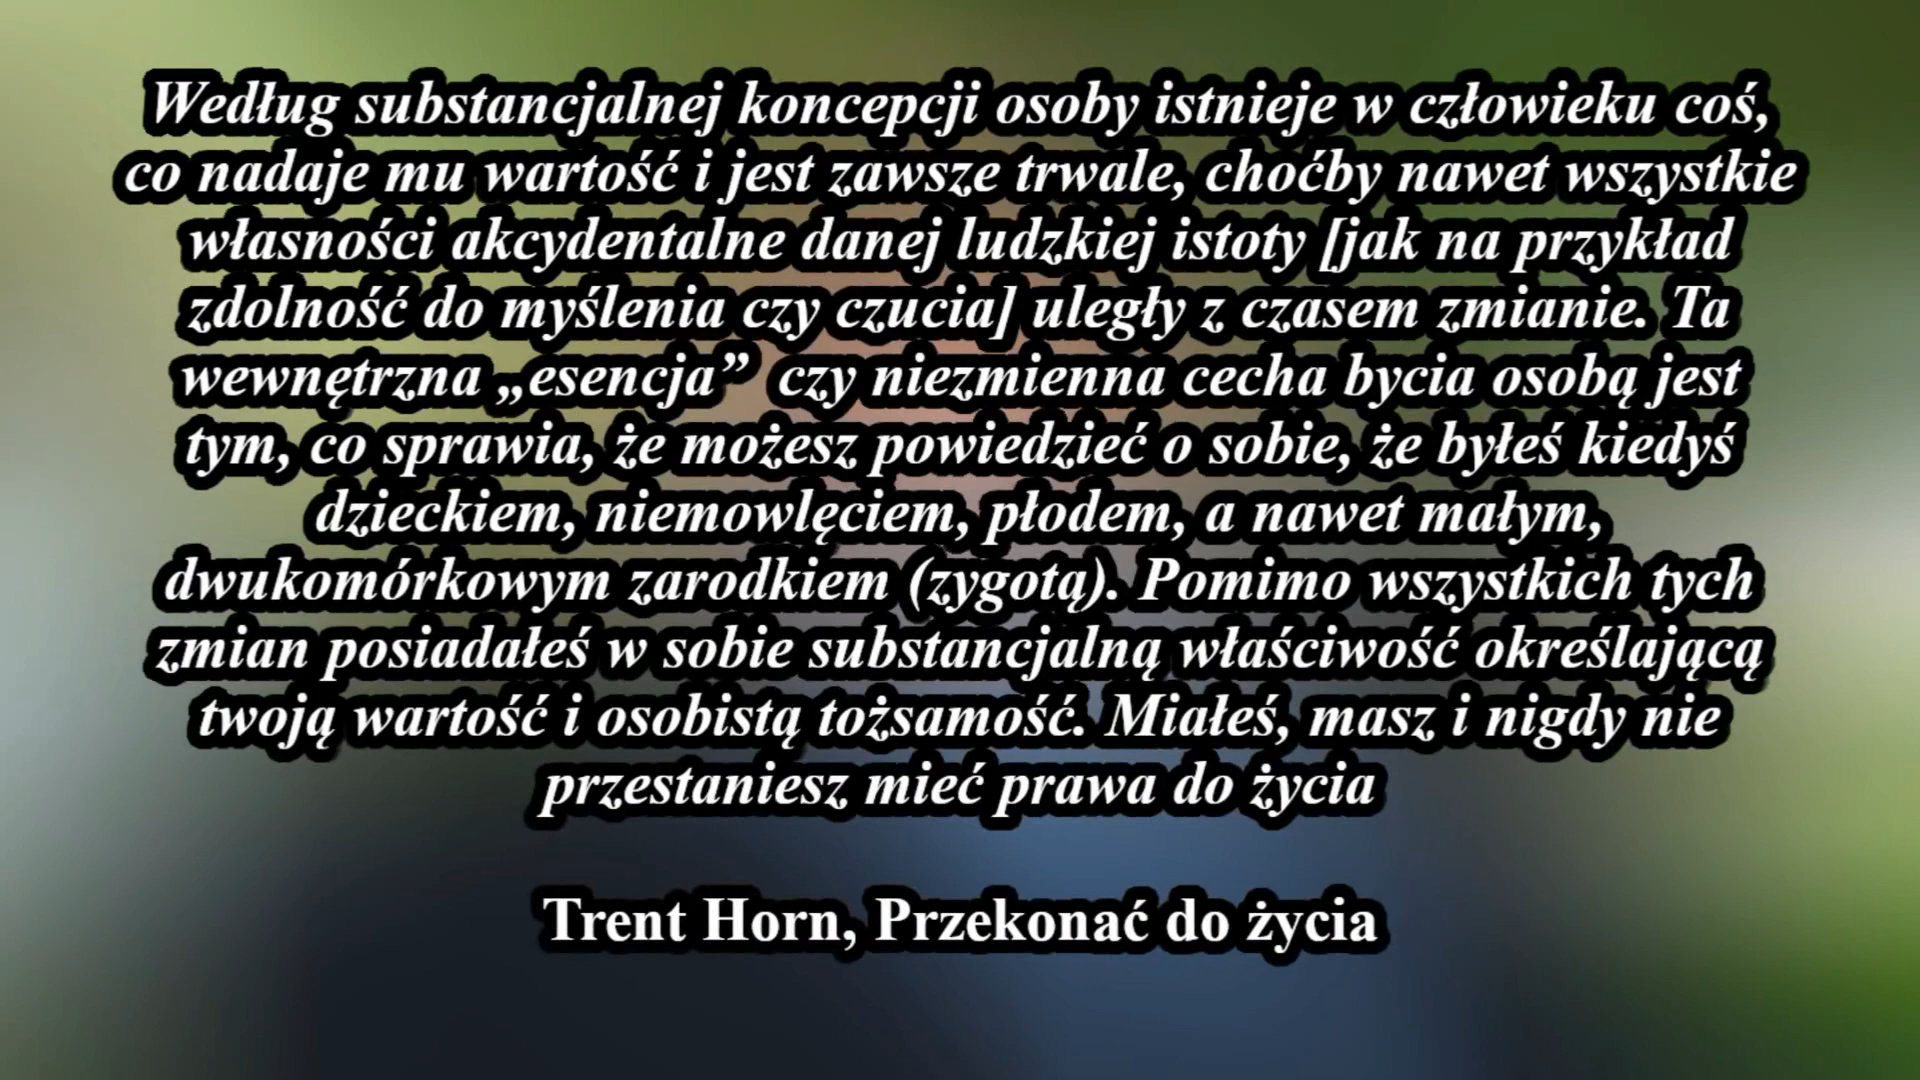 Według substancjalnej koncepcji osoby istnieje w człowieku coś,
co nadaje mu wartość i jest zawsze trwałe, choćby nawet wszystkie
własności akcydentalne danej ludzkiej istoty [jak na przykład
zdolność do myślenia czy czucia] uległy z czasem zmianie. Ta
wewnętrzna „esencja” czy niezmienna cecha bycia osobą jest
tym, co sprawia, że możesz powiedzieć o sobie, że byłeś kiedyś
dzieckiem, niemowlęciem, płodem, a nawet małym,
dwukomórkowym zarodkiem (zygotą). Pomimo wszystkich tych
zmian posiadałeś w sobie substancjalną właściwość określającą
twoją wartość i osobistą tożsamość. Miałeś, masz i nigdy nie
przestaniesz mieć prawa do życia
Trent Horn, Przekonać do życia